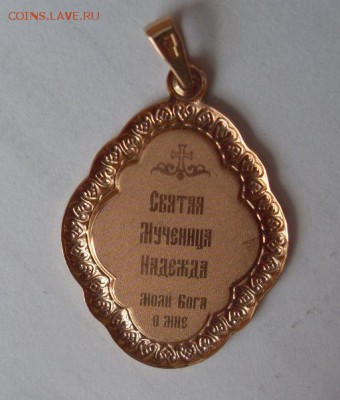 COINS.LAVE.RU
Святая
Мученица
Надежда
моли Бога
о мне